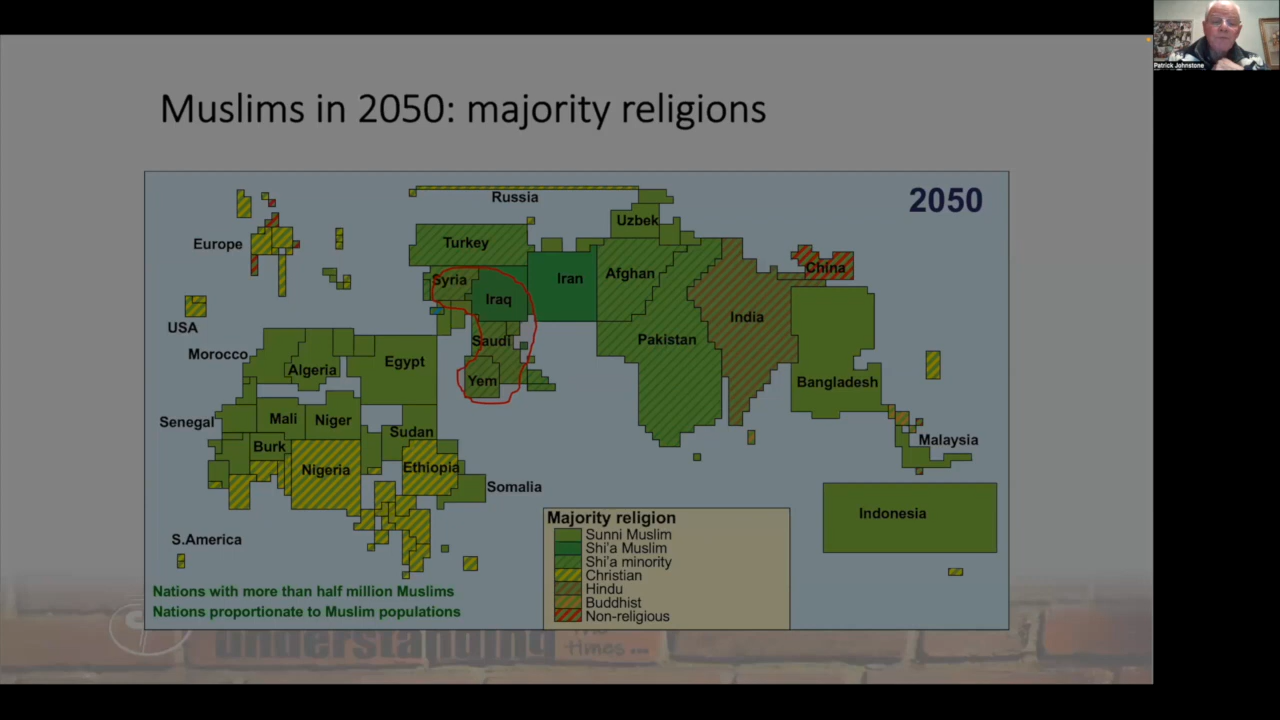 Patrick Johnstone
Muslims in 2050: majority religions
2050
Russia
Uzbek
Europe
Turkey
China
Syria
Iran
Afghan
Iraq
USA
India
Saudi
Pakistan
Morocco
Egypt
Algeria
Yem
Bangladesh
Senegal
Mali
Niger
Sudan
Malaysia
Burk
Nigeria
Ethiopia
Somalia
Indonesia
S.America
Majority religion
Sunni Muslim
Shi'a Muslim
Shi'a minority
Christian
Hindu
Buddhist
Non-religious
Nations with more than half million Muslims
Nations proportionate to Muslim populations
understanding
The
Times...